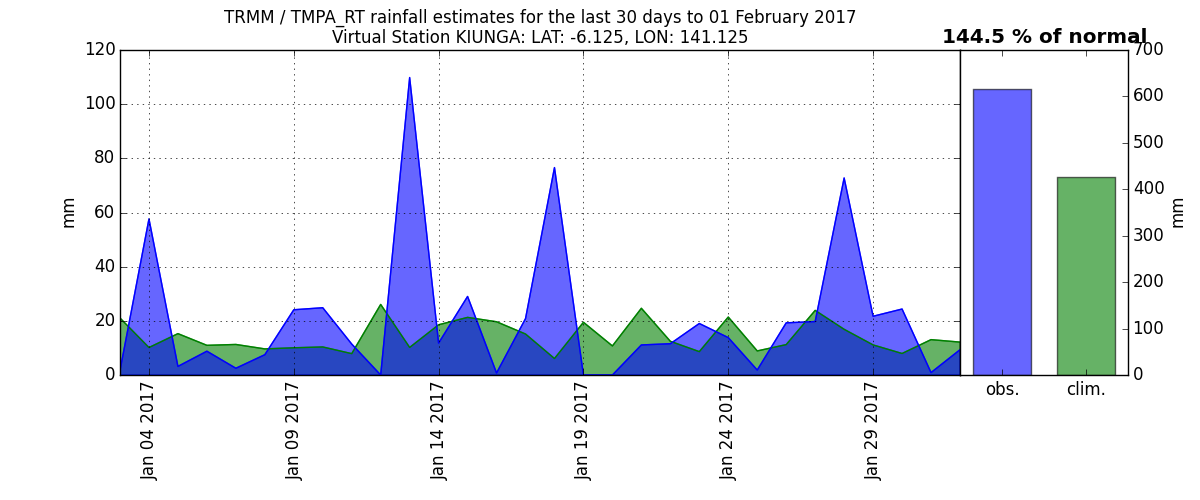 TRMM / TMPA_RT rainfall estimates for the last 30 days to 01 February 2017
Virtual Station KIUNGA: LAT: -6.125, LON: 141.125
144.5 % of normal
120
100
80
60
40
20
0
mm
Jan 04 2017
Jan 09 2017
Jan 14 2017
Jan 19 2017
Jan 24 2017
Jan 29 2017
700
600
500
400
300
200
100
0
mm
obs.
clim.